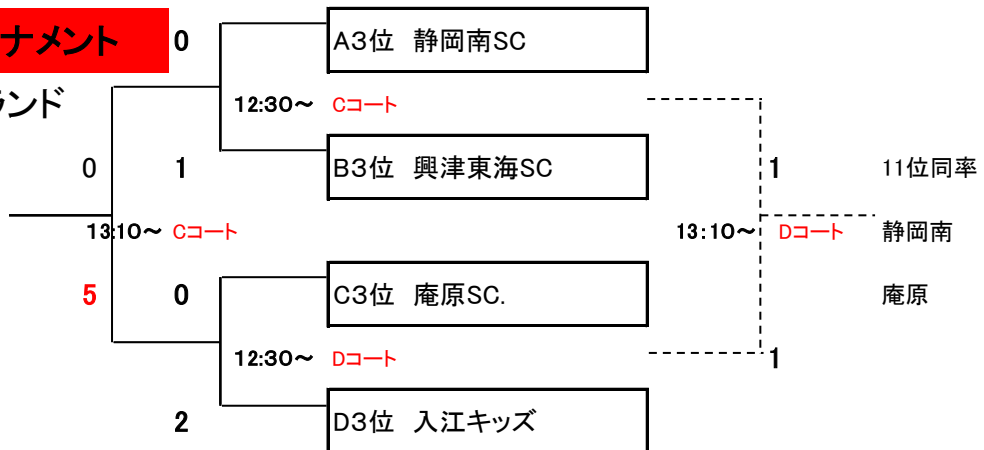 ナメント 0 A3位 静岡南SC
ランド 12:30～ Cコート
0 1 B3位 興津東海SC 1 11位同率
13:10～ Cコート 13:10～ Dコート 静岡南
5 0 C3位 庵原SC. 庵原
12:30～ Dコート 1
2 D3位 入江キッズ